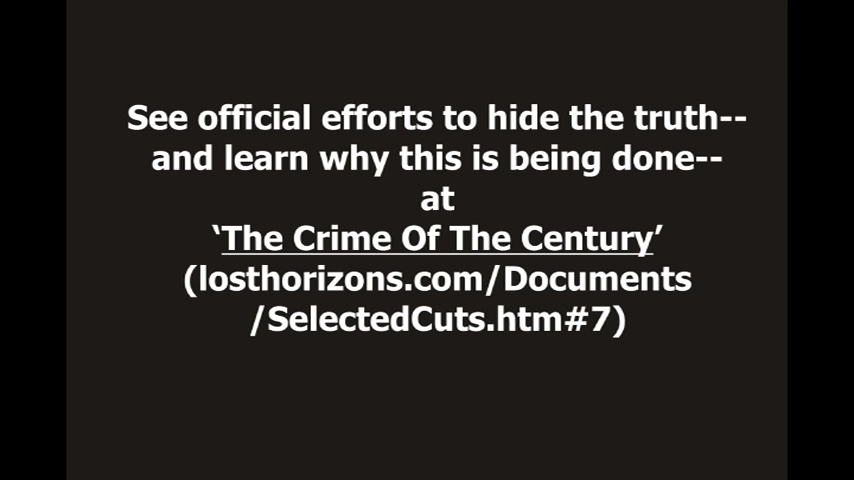 See official efforts to hide the truth--
and learn why this is being done--
at
‘The Crime Of The Century’
(losthorizons.com/Documents
/SelectedCuts.htm#7)